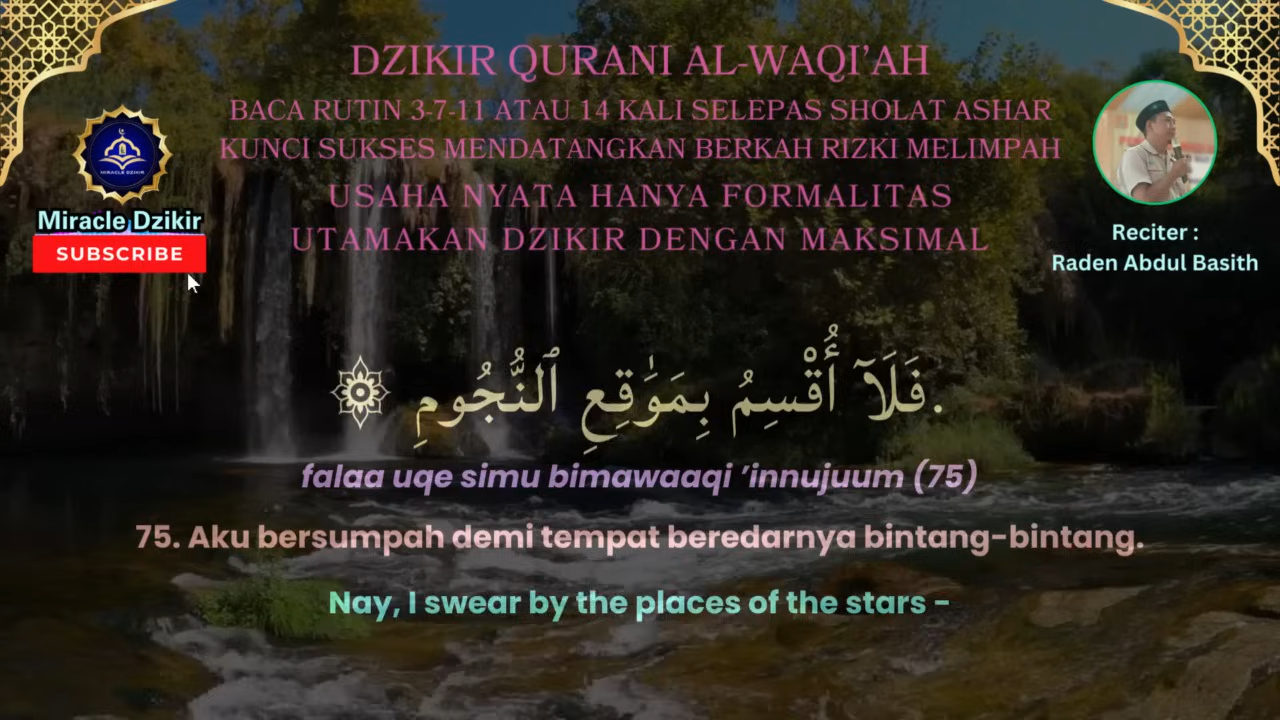 DZIKIR QURANI AL-WAQI'AH
BACA RUTIN 3-7-11 ATAU 14 KALI SELEPAS SHOLAT ASHAR
KUNCI SUKSES MENDATANGKAN BERKAH RIZKI MELIMPAH
USAHA NYATA HANYA FORMALITAS
UTAMAKAN DZIKIR DENGAN MAKSIMAL
MIRACLE DZIKIR
Miracle Dzikir
SUBSCRIBE
Reciter :
Raden Abdul Basith
.فَلَآ أُقْسِمُ بِمَوَٰقِعِ ٱلنُّجُومِ
falaa uqe simu bimawaaqi ’innujuum (75)
75. Aku bersumpah demi tempat beredarnya bintang-bintang.
Nay, I swear by the places of the stars -